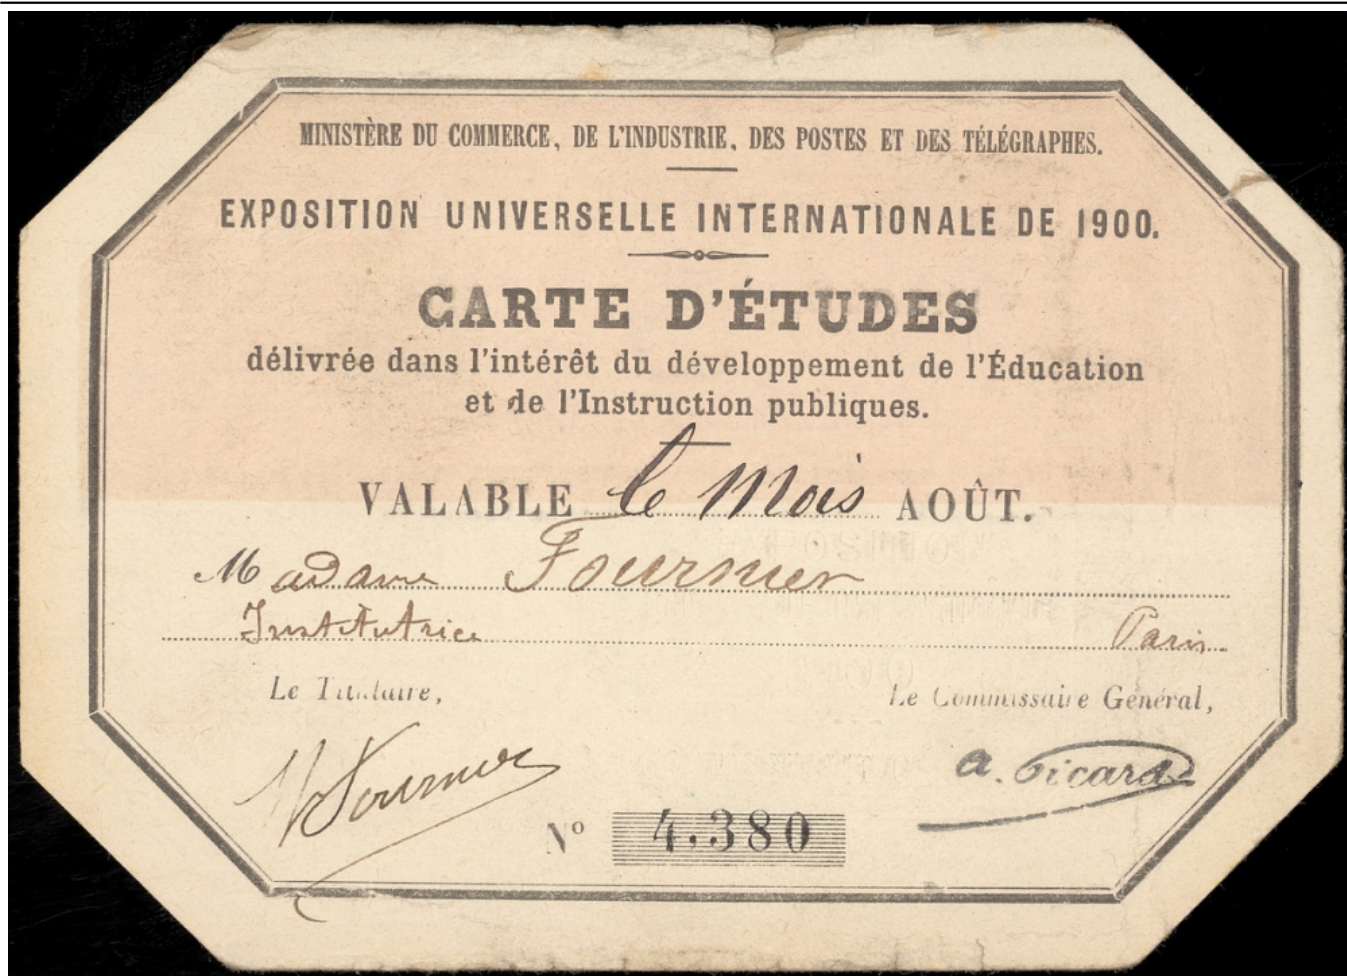 MINISTÈRE DU COMMERCE, DE L'INDUSTRIE, DES POSTES ET DES TÉLÉGRAPHES.
EXPOSITION UNIVERSELLE INTERNATIONALE DE 1900.
CARTE D'ÉTUDES
délivrée dans l'intérêt du développement de l'Éducation
et de l'Instruction publiques.
VALABLE le Mois AOÛT.
Madame Fournier
Institutrice Paris
Le Titulaire, Le Commissaire Général,
Fournier a. Picard
N° 4.380